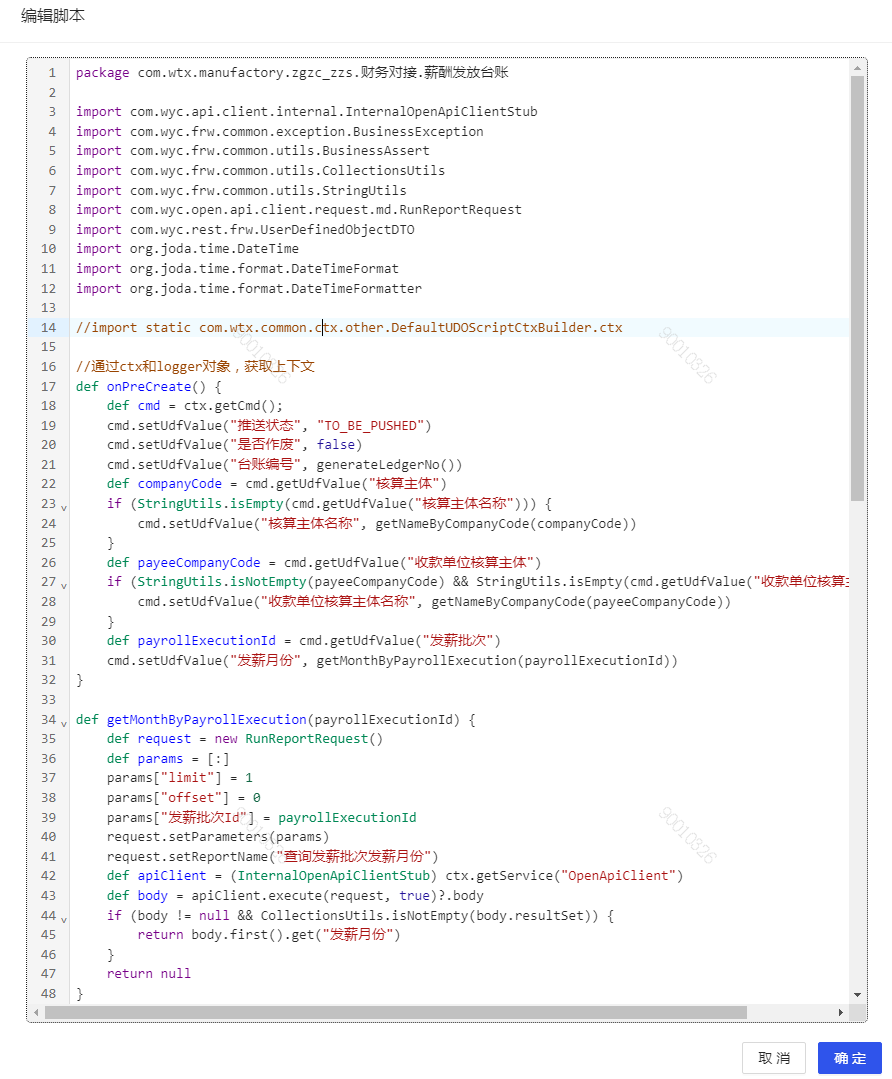 编辑脚本
1 package com.wtx.manufactory.zgzc_zzs.财务对接.薪酬发放台账
2
3 import com.wyc.api.client.internal.InternalOpenApiClientStub
4 import com.wyc.frw.common.exception.BusinessException
5 import com.wyc.frw.common.utils.BusinessAssert
6 import com.wyc.frw.common.utils.CollectionsUtils
7 import com.wyc.frw.common.utils.StringUtils
8 import com.wyc.open.api.client.request.md.RunReportRequest
9 import com.wyc.rest.frw.UserDefinedObjectDTO
10 import org.joda.time.DateTime
11 import org.joda.time.format.DateTimeFormat
12 import org.joda.time.format.DateTimeFormatter
13
14 //import static com.wtx.common.ctx.other.DefaultUDOScriptCtxBuilder.ctx
15
16 //通过ctx和logger对象，获取上下文
17 def onPreCreate() {
18     def cmd = ctx.getCmd();
19     cmd.setUdfValue("推送状态", "TO_BE_PUSHED")
20     cmd.setUdfValue("是否作废", false)
21     cmd.setUdfValue("台账编号", generateLedgerNo())
22     def companyCode = cmd.getUdfValue("核算主体")
23     if (StringUtils.isEmpty(cmd.getUdfValue("核算主体名称"))) {
24         cmd.setUdfValue("核算主体名称", getNameByCompanyCode(companyCode))
25     }
26     def payeeCompanyCode = cmd.getUdfValue("收款单位核算主体")
27     if (StringUtils.isNotEmpty(payeeCompanyCode) && StringUtils.isEmpty(cmd.getUdfValue("收款单位核算主
28         cmd.setUdfValue("收款单位核算主体名称", getNameByCompanyCode(payeeCompanyCode))
29     }
30     def payrollExecutionId = cmd.getUdfValue("发薪批次")
31     cmd.setUdfValue("发薪月份", getMonthByPayrollExecution(payrollExecutionId))
32 }
33
34 def getMonthByPayrollExecution(payrollExecutionId) {
35     def request = new RunReportRequest()
36     def params = [:]
37     params["limit"] = 1
38     params["offset"] = 0
39     params["发薪批次Id"] = payrollExecutionId
40     request.setParameters(params)
41     request.setReportName("查询发薪批次发薪月份")
42     def apiClient = (InternalOpenApiClientStub) ctx.getService("OpenApiClient")
43     def body = apiClient.execute(request, true)?.body
44     if (body != null && CollectionsUtils.isNotEmpty(body.resultSet)) {
45         return body.first().get("发薪月份")
46     }
47     return null
48 }
90010326
90010326
90010326
90010326
取 消
确 定